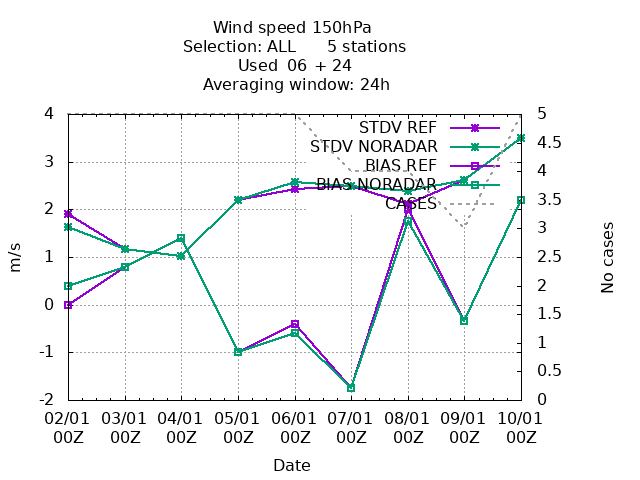 Wind speed 150hPa
Selection: ALL 5 stations
Used 06 + 24
Averaging window: 24h
4 5
STDV REF
4.5
STDV NORADAR
3 BIAS REF 4
BIAS NORADAR
3.5
2 CASES
3
1 2.5
m/s No cases
2
0
1.5
-1 1
0.5
-2 0
02/01 03/01 04/01 05/01 06/01 07/01 08/01 09/01 10/01
00Z 00Z 00Z 00Z 00Z 00Z 00Z 00Z 00Z
Date